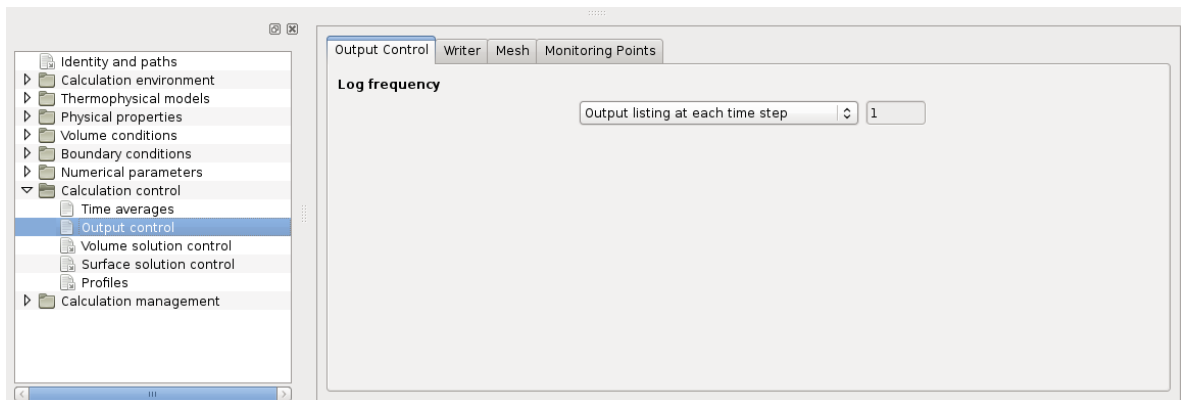 Identity and paths
Calculation environment
Thermophysical models
Physical properties
Volume conditions
Boundary conditions
Numerical parameters
Calculation control
Time averages
Output control
Volume solution control
Surface solution control
Profiles
Calculation management
Output Control Writer Mesh Monitoring Points
Log frequency
Output listing at each time step 1